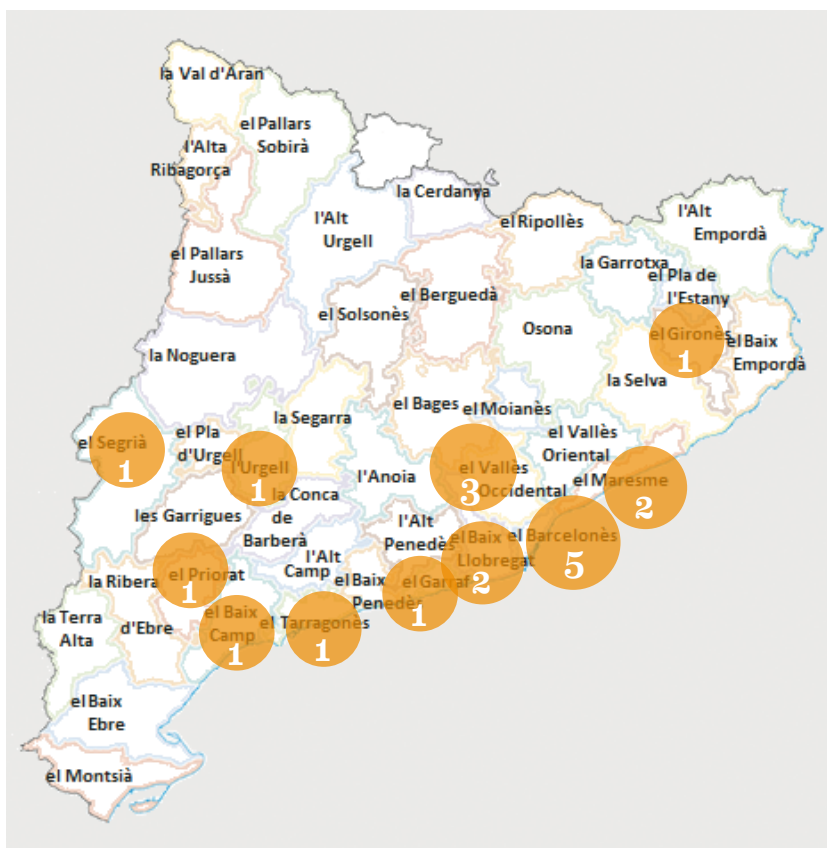 la Val d'Aran
el Pallars
Sobirà
l'Alta
Ribagorça
la Cerdanya
l'Alt
Urgell
el Ripollès
l'Alt
Empordà
la Garrotxa
el Pla de
l'Estany
el Pallars
Jussà
el Solsonès
el Berguedà
Osona
el Gironès
1
el Baix
Empordà
la Noguera
la Selva
el Bages
el Moianès
la Segarra
el Segrià
1
el Pla
d'Urgell
l'Urgell
1
el Vallès
Oriental
l'Anoia
el Vallès
Occidental
3
el Maresme
2
les Garrigues
la Conca
de
Barberà
l'Alt
Penedès
el Baix
Llobregat
2
el Barcelonès
5
l'Alt
Camp
la Ribera
d'Ebre
el Priorat
1
el Baix
Penedès
el Garraf
1
el Baix
Camp
1
el Tarragonès
1
la Terra
Alta
el Baix
Ebre
el Montsià